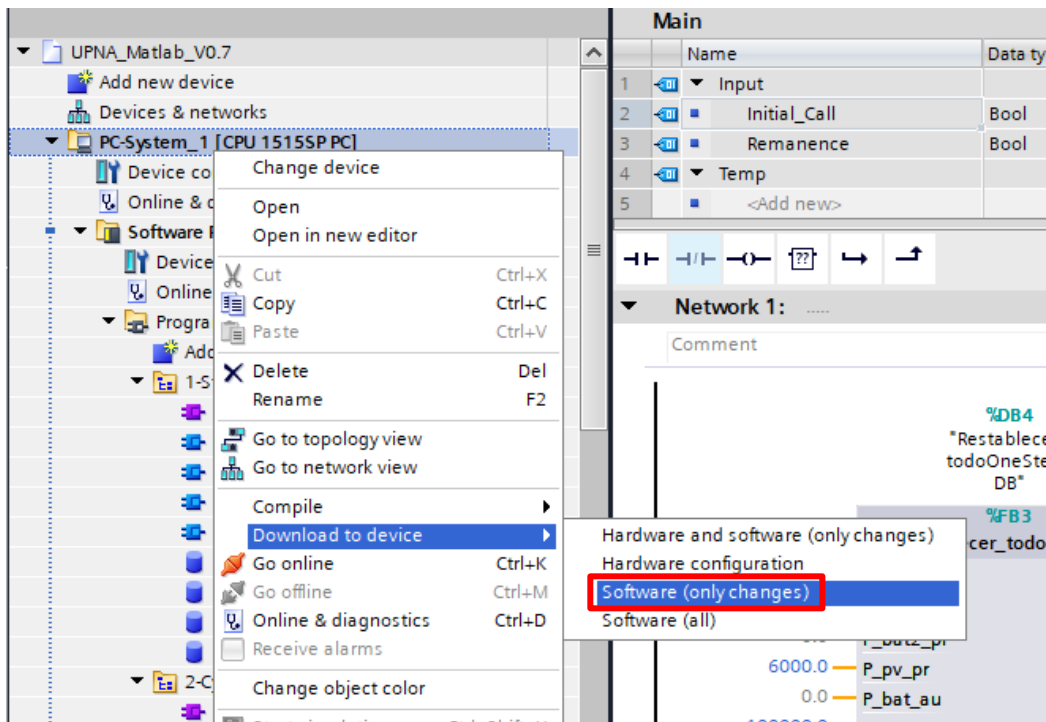 UPNA_Matlab_V0.7
Add new device
Devices & networks
PC-System_1 [CPU 1515SP PC]
Device co
Online & d
Software
Device
Online
Progra
Add
1-S
2-C
Change device
Open
Open in new editor
Cut Ctrl+X
Copy Ctrl+C
Paste Ctrl+V
Delete Del
Rename F2
Go to topology view
Go to network view
Compile
Download to device
Go online Ctrl+K
Go offline Ctrl+M
Online & diagnostics Ctrl+D
Receive alarms
Change object color
Hardware and software (only changes)
Hardware configuration
Software (only changes)
Software (all)
Main
Name Data ty
1 Input
2 Initial_Call Bool
3 Remanence Bool
4 Temp
5 <Add new>
??
Network 1: .....
Comment
%DB4
"Restablece
todoOneSte
DB"
%FB3
cer_todo
6000.0 P_pv_pr
0.0 P_bat_au